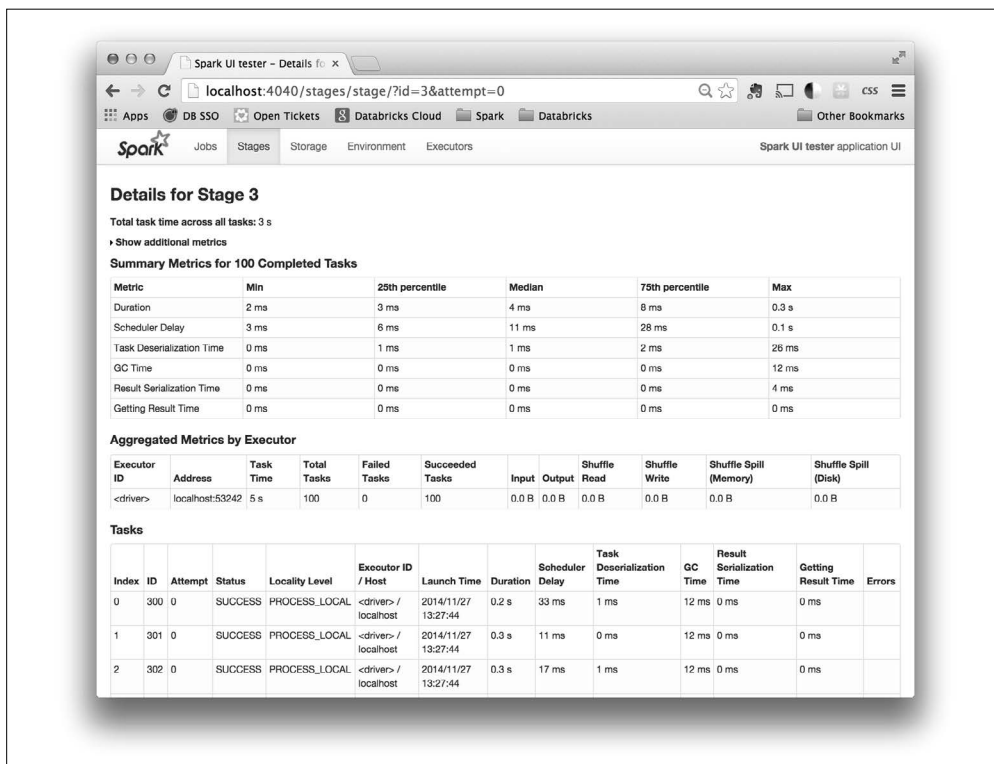 Spark UI tester – Details fo ×
localhost:4040/stages/stage/?id=3&attempt=0
css
Apps DB SSO Open Tickets 8 Databricks Cloud Spark Databricks Other Bookmarks
Spark Jobs Stages Storage Environment Executors Spark UI tester application UI
Details for Stage 3
Total task time across all tasks: 3 s
Show additional metrics
Summary Metrics for 100 Completed Tasks
Metric Min 25th percentile Median 75th percentile Max
Duration 2 ms 3 ms 4 ms 8 ms 0.3 s
Scheduler Delay 3 ms 6 ms 11 ms 28 ms 0.1 s
Task Deserialization Time 0 ms 1 ms 1 ms 2 ms 26 ms
GC Time 0 ms 0 ms 0 ms 0 ms 12 ms
Result Serialization Time 0 ms 0 ms 0 ms 0 ms 4 ms
Getting Result Time 0 ms 0 ms 0 ms 0 ms 0 ms
Aggregated Metrics by Executor
Executor ID Address Task Time Total Tasks Failed Tasks Succeeded Tasks Input Output Shuffle Read Shuffle Write Shuffle Spill (Memory) Shuffle Spill (Disk)
<driver> localhost:53242 5 s 100 0 100 0.0 B 0.0 B 0.0 B 0.0 B 0.0 B 0.0 B
Tasks
Index ID Attempt Status Locality Level Executor ID / Host Launch Time Duration Scheduler Delay Task Deserialization Time GC Time Result Serialization Time Getting Result Time Errors
0 300 0 SUCCESS PROCESS_LOCAL <driver> / localhost 2014/11/27 13:27:44 0.2 s 33 ms 1 ms 12 ms 0 ms 0 ms
1 301 0 SUCCESS PROCESS_LOCAL <driver> / localhost 2014/11/27 13:27:44 0.3 s 11 ms 0 ms 12 ms 0 ms 0 ms
2 302 0 SUCCESS PROCESS_LOCAL <driver> / localhost 2014/11/27 13:27:44 0.3 s 17 ms 1 ms 12 ms 0 ms 0 ms